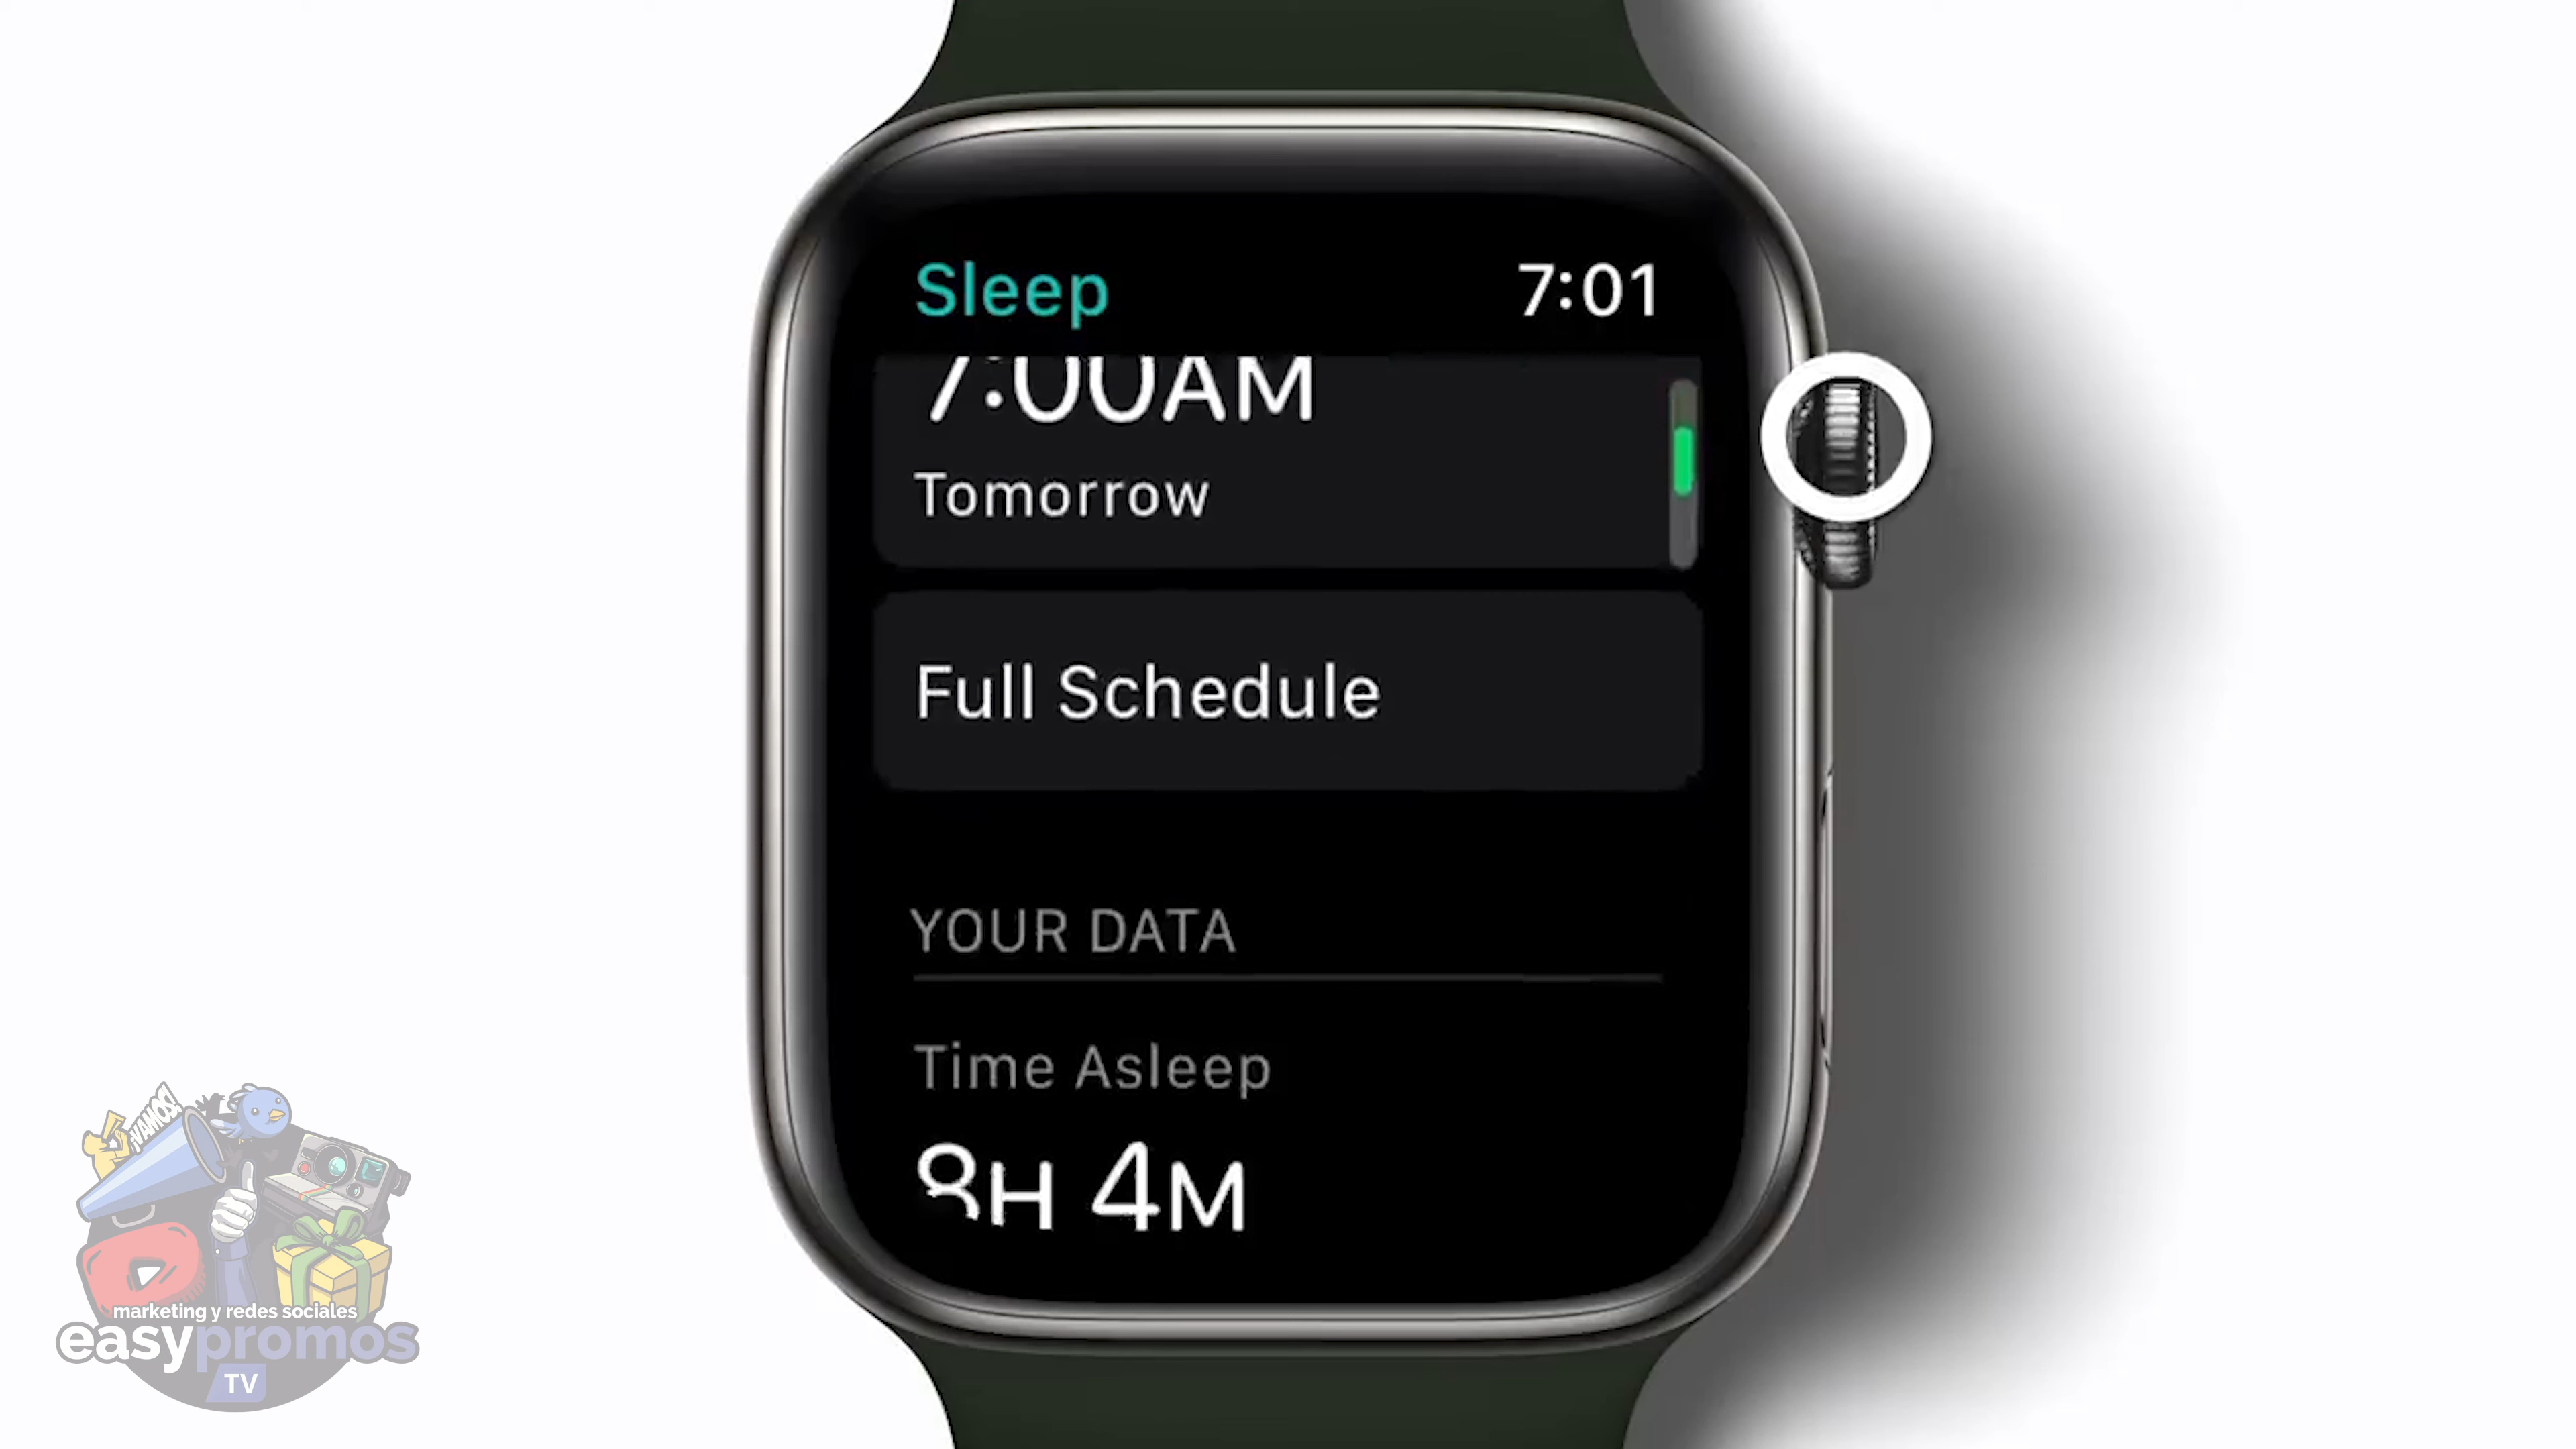 Sleep 7:01
7:00AM
Tomorrow
Full Schedule
YOUR DATA
Time Asleep
8H 4M
¡VAMOS!
marketing y redes sociales
easypromos
TV